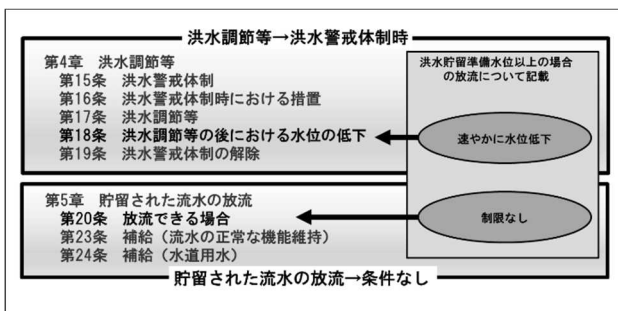 洪水調節等→洪水警戒体制時
第4章 洪水調節等
第15条 洪水警戒体制
第16条 洪水警戒体制時における措置
第17条 洪水調節等
第18条 洪水調節等の後における水位の低下
第19条 洪水警戒体制の解除
洪水貯留準備水位以上の場合
の放流について記載
速やかに水位低下
第5章 貯留された流水の放流
第20条 放流できる場合
第23条 補給（流水の正常な機能維持）
第24条 補給（水道用水）
制限なし
貯留された流水の放流→条件なし